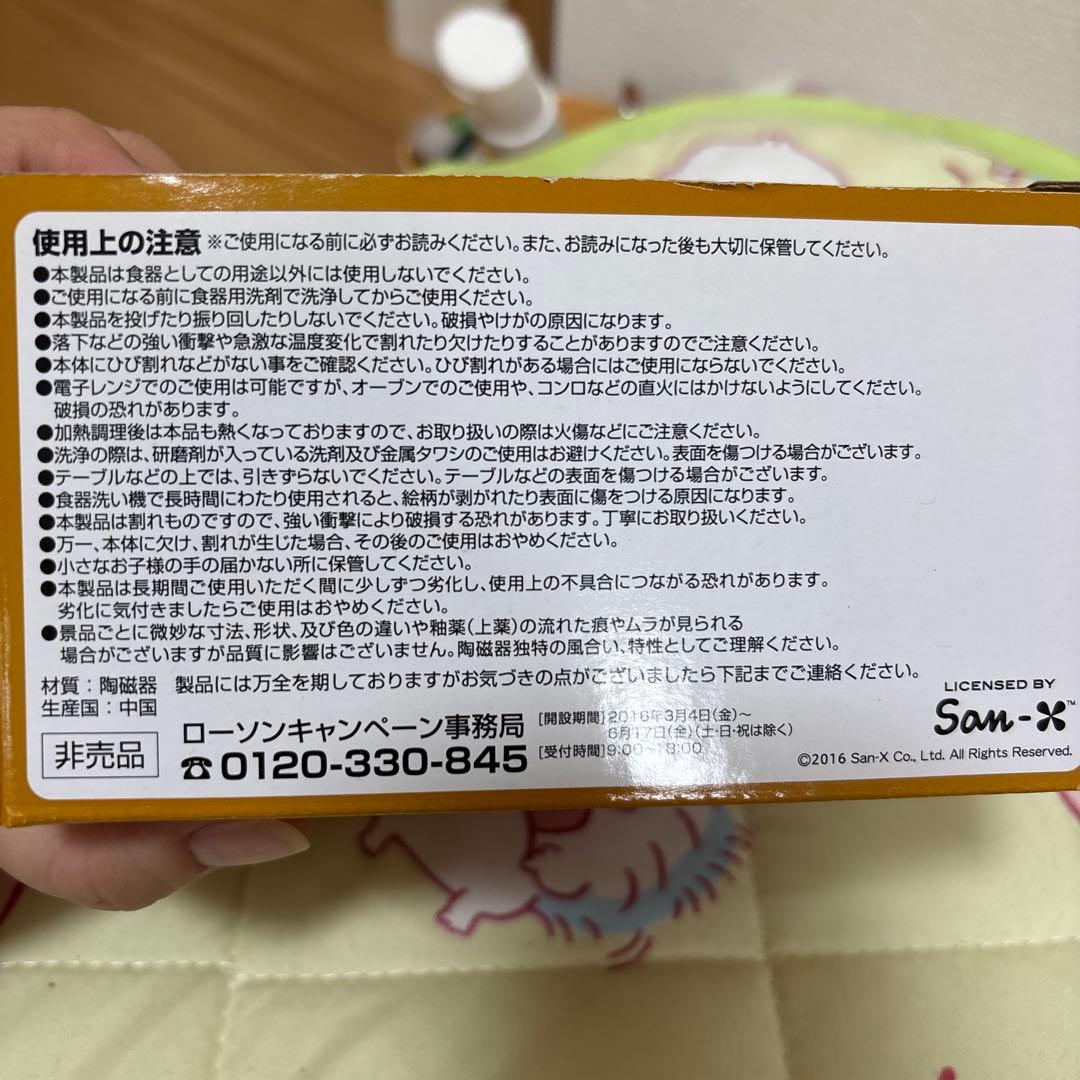 使用上の注意 ※ご使用になる前に必ずお読みください。また、お読みになった後も大切に保管してください。
●本製品は食器としての用途以外には使用しないでください。
●ご使用になる前に食器用洗剤で洗浄してからご使用ください。
●本製品を投げたり振り回したりしないでください。破損やけがの原因になります。
●落下などの強い衝撃や急激な温度変化で割れたり欠けたりすることがありますのでご注意ください。
●本体にひび割れなどがない事をご確認ください。ひび割れがある場合にはご使用にならないでください。
●電子レンジでのご使用は可能ですが、オーブンでのご使用や、コンロなどの直火にはかけないようにしてください。
破損の恐れがあります。
●加熱調理後は本品も熱くなっておりますので、お取り扱いの際は火傷などにご注意ください。
●洗浄の際は、研磨剤が入っている洗剤及び金属タワシのご使用はお避けください。表面を傷つける場合がございます。
●テーブルなどの上では、引きずらないでください。テーブルなどの表面を傷つける場合がございます。
●食器洗い機で長時間にわたり使用されると、絵柄が剥がれたり表面に傷をつける原因になります。
●本製品は割れものですので、強い衝撃により破損する恐れがあります。丁寧にお取り扱いください。
●万一、本体に欠け、割れが生じた場合、その後のご使用はおやめください。
●小さなお子様の手の届かない所に保管してください。
●本製品は長期間ご使用いただく間に少しずつ劣化し、使用上の不具合につながる恐れがあります。
劣化に気付きましたらご使用はおやめください。
●景品ごとに微妙な寸法、形状、及び色の違いや釉薬(上薬)の流れた痕やムラが見られる
場合がございますが品質に影響はございません。陶磁器独特の風合い、特性としてご理解ください。
材質：陶磁器 製品には万全を期しておりますがお気づきの点がございましたら下記までご連絡ください。
生産国：中国
非売品
ローソンキャンペーン事務局
☎0120-330-845
[開設期間]2016年3月4日(金)～
6月17日(金)(土・日・祝は除く)
[受付時間]9:00～18:00
LICENSED BY
San-X™
©2016 San-X Co., Ltd. All Rights Reserved.